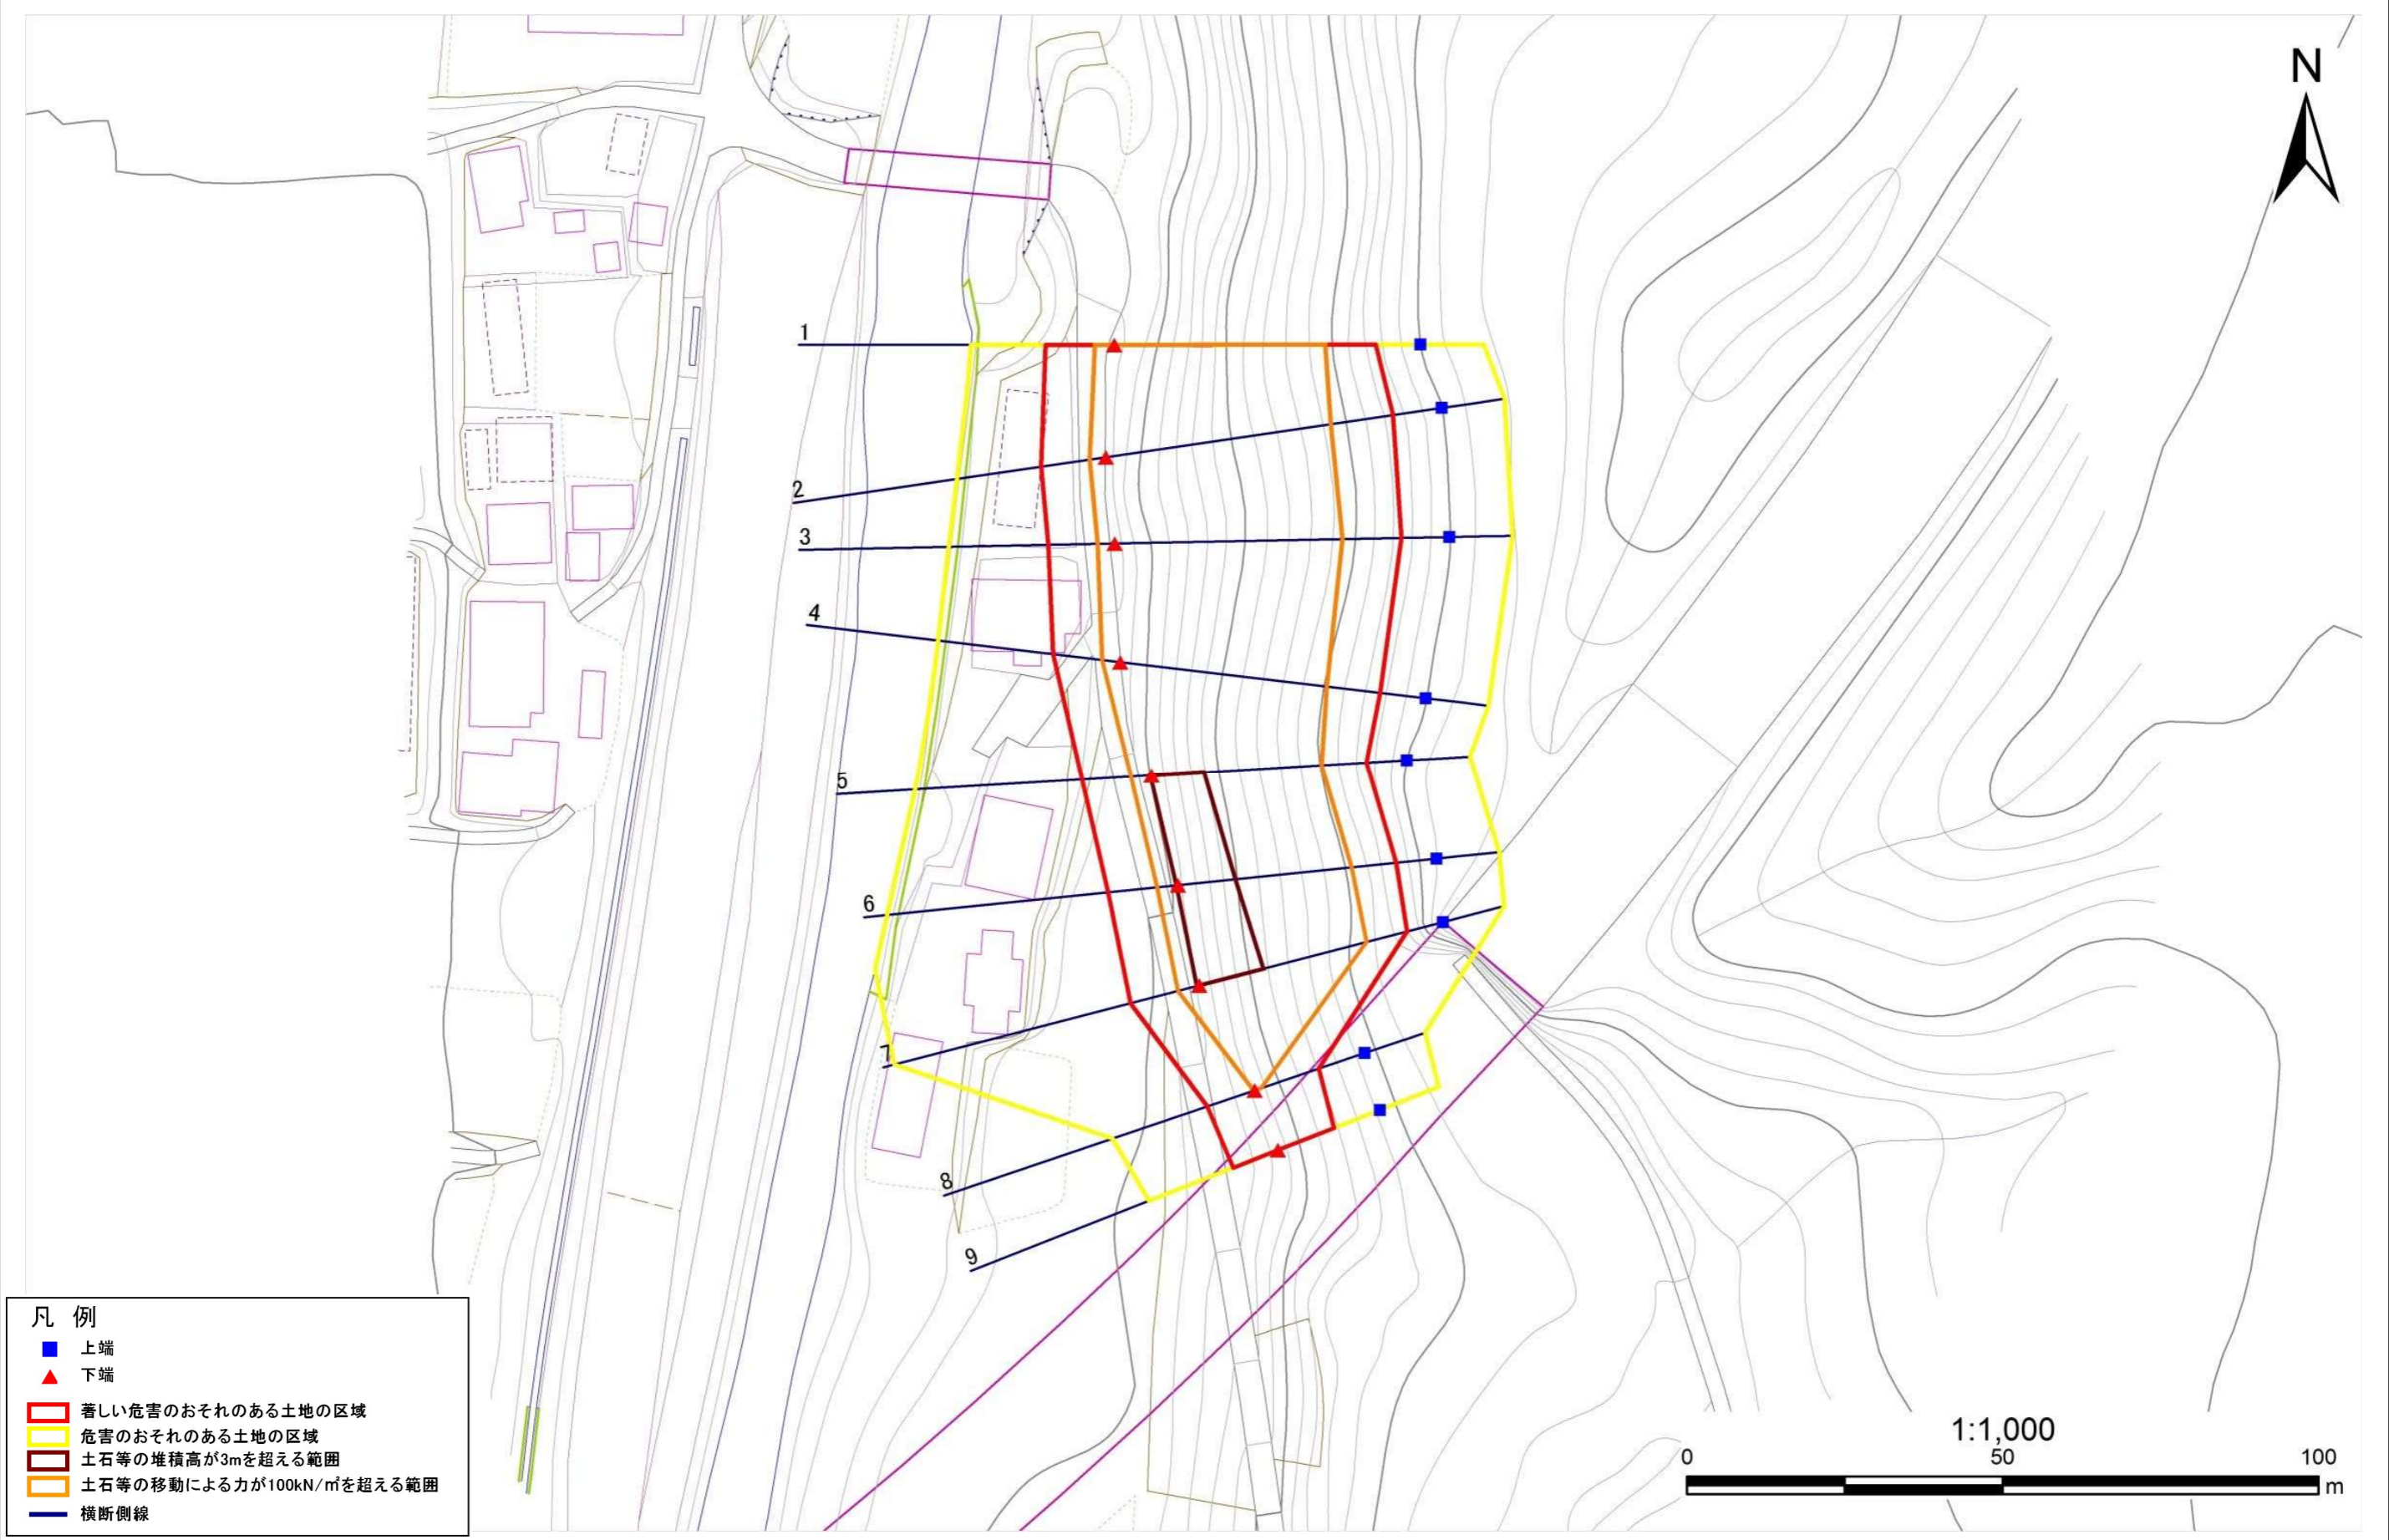 N
1
2
3
4
5
6
7
8
9
凡 例
上端
下端
著しい危害のおそれのある土地の区域
危害のおそれのある土地の区域
土石等の堆積高が3mを超える範囲
土石等の移動による力が100kN/㎡を超える範囲
横断側線
1:1,000
0 50 100
m